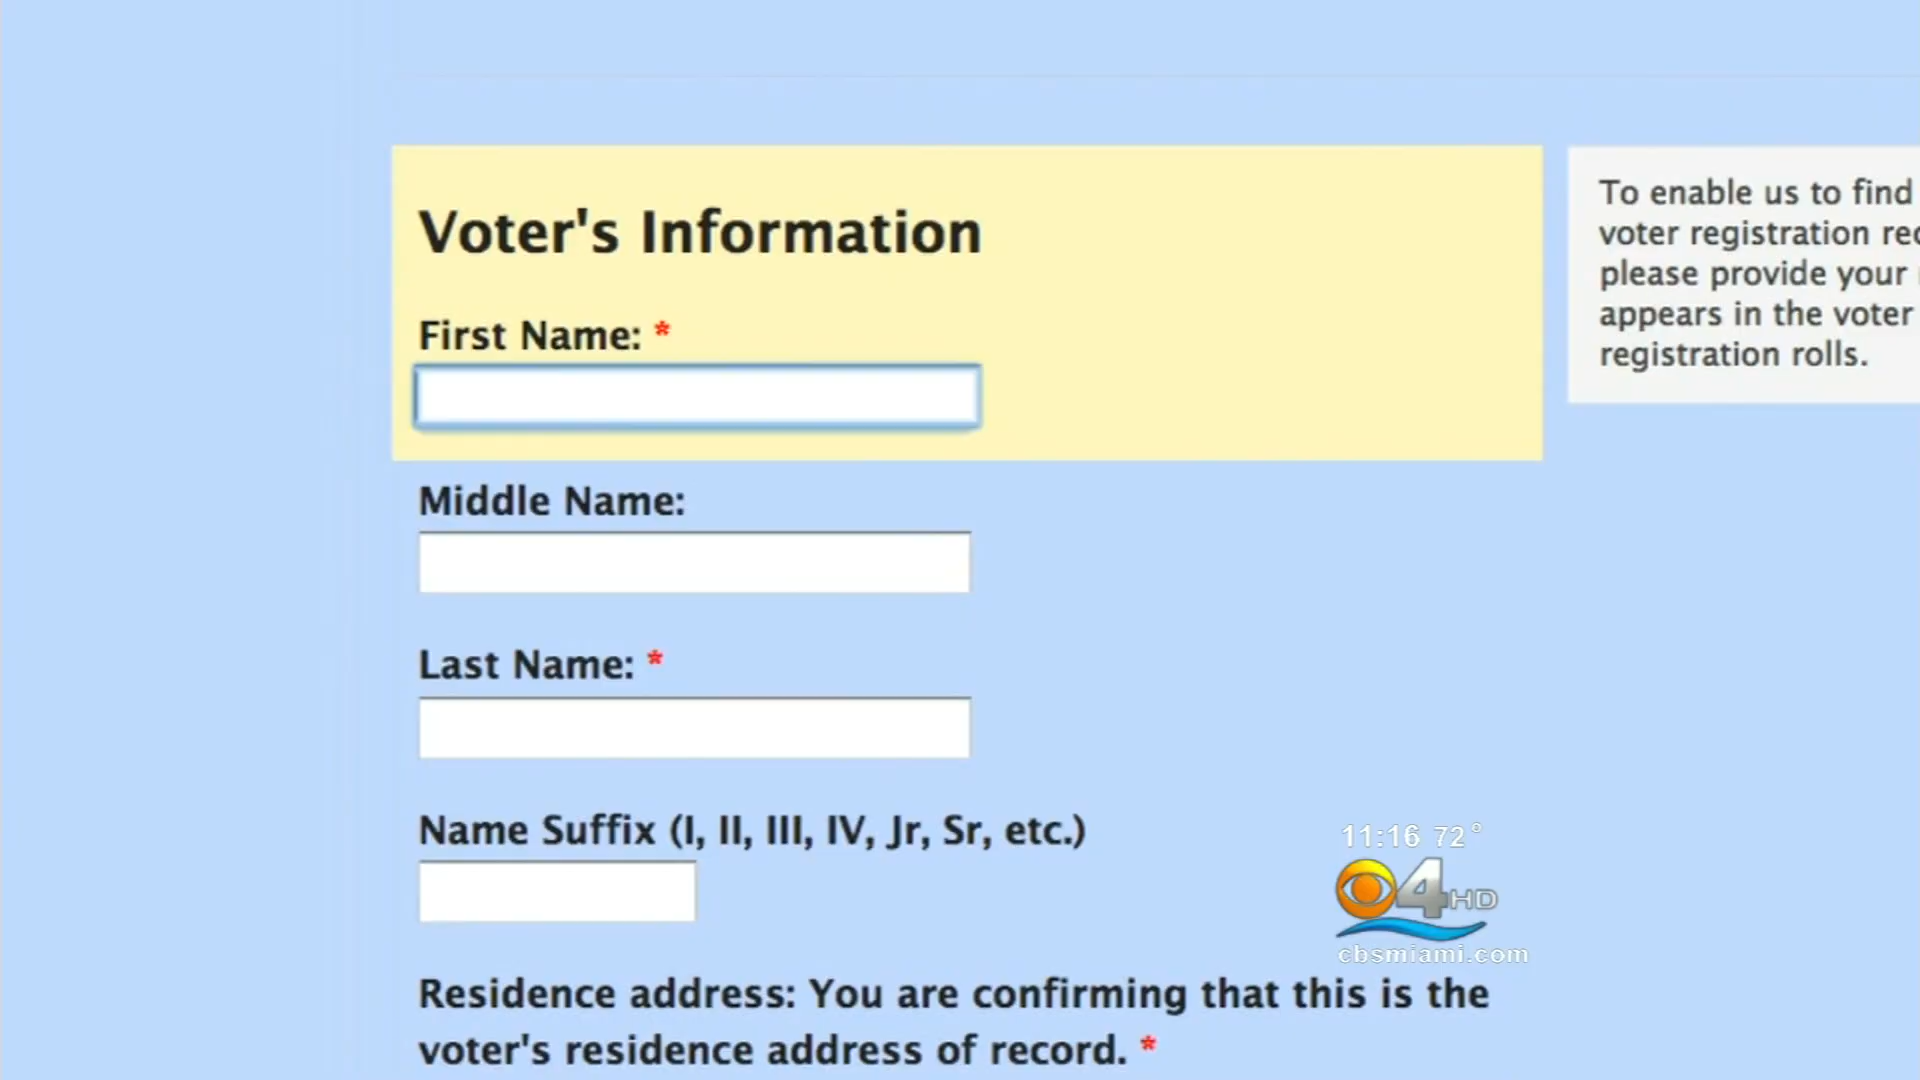 Voter's Information
First Name: *
Middle Name:
Last Name: *
Name Suffix (I, II, III, IV, Jr, Sr, etc.)
Residence address: You are confirming that this is the
voter's residence address of record. *
To enable us to find
voter registration
please provide your
appears in the voter
registration rolls.
11:16 72°
4 HD
cbsmiami.com